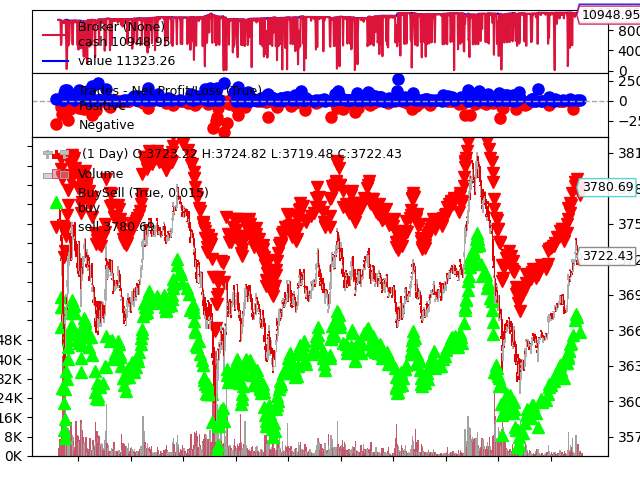 Broker (None)
cash 10948.95
value 11323.26
10948.95
800
400
0
Trades - Net Profit/Loss (True)
Positive
Negative
250
0
−25
(1 Day) O:3723.22 H:3724.82 L:3719.48 C:3722.43
Volume
BuySell (True, 0.015)
buy
sell 3780.69
381
3780.69
375
3722.43
369
366
363
360
357
48K
40K
32K
24K
16K
8K
0K